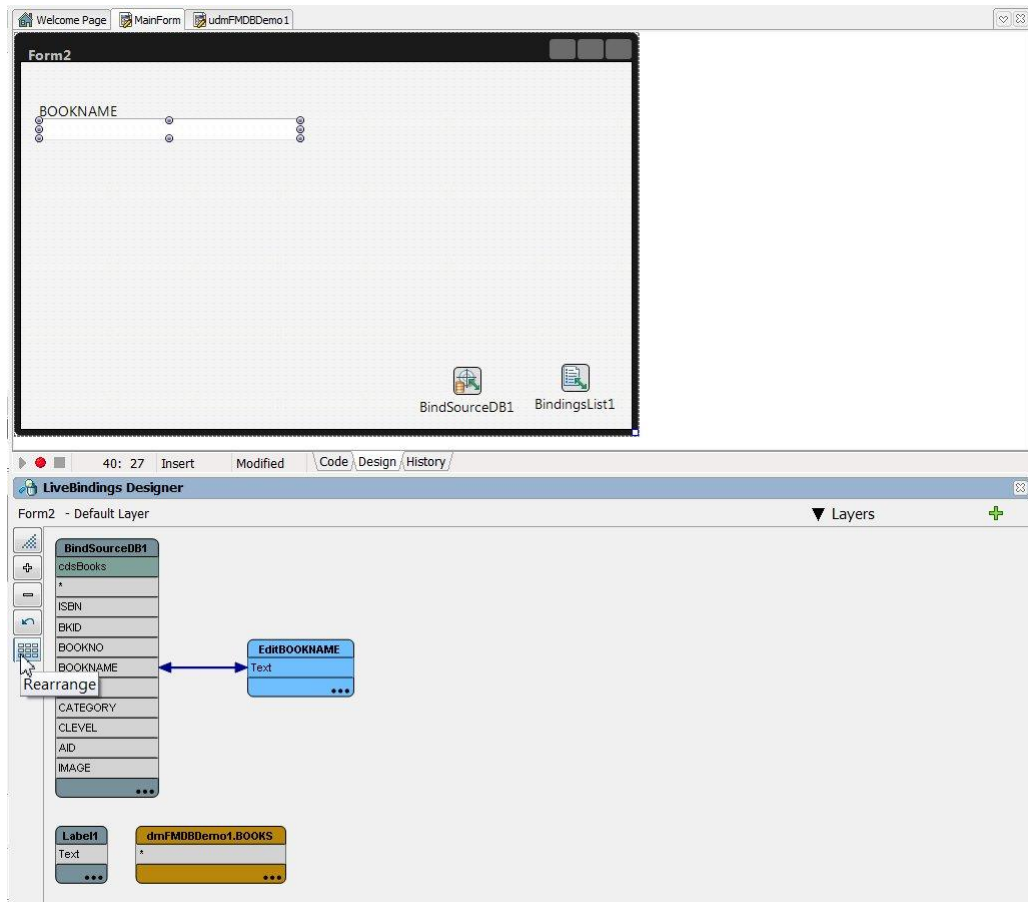 Welcome Page MainForm udmFMDBDemo1
Form2
BOOKNAME
BindSourceDB1 BindingsList1
40: 27 Insert Modified Code Design History
LiveBindings Designer
Form2 - Default Layer Layers
BindSourceDB1
cdsBooks
*
ISBN
BKID
BOOKNO EditBOOKNAME
BOOKNAME Text
Rearrange
CATEGORY
CLEVEL
AID
IMAGE
Label1 dmFMDBDemo1.BOOKS
Text *